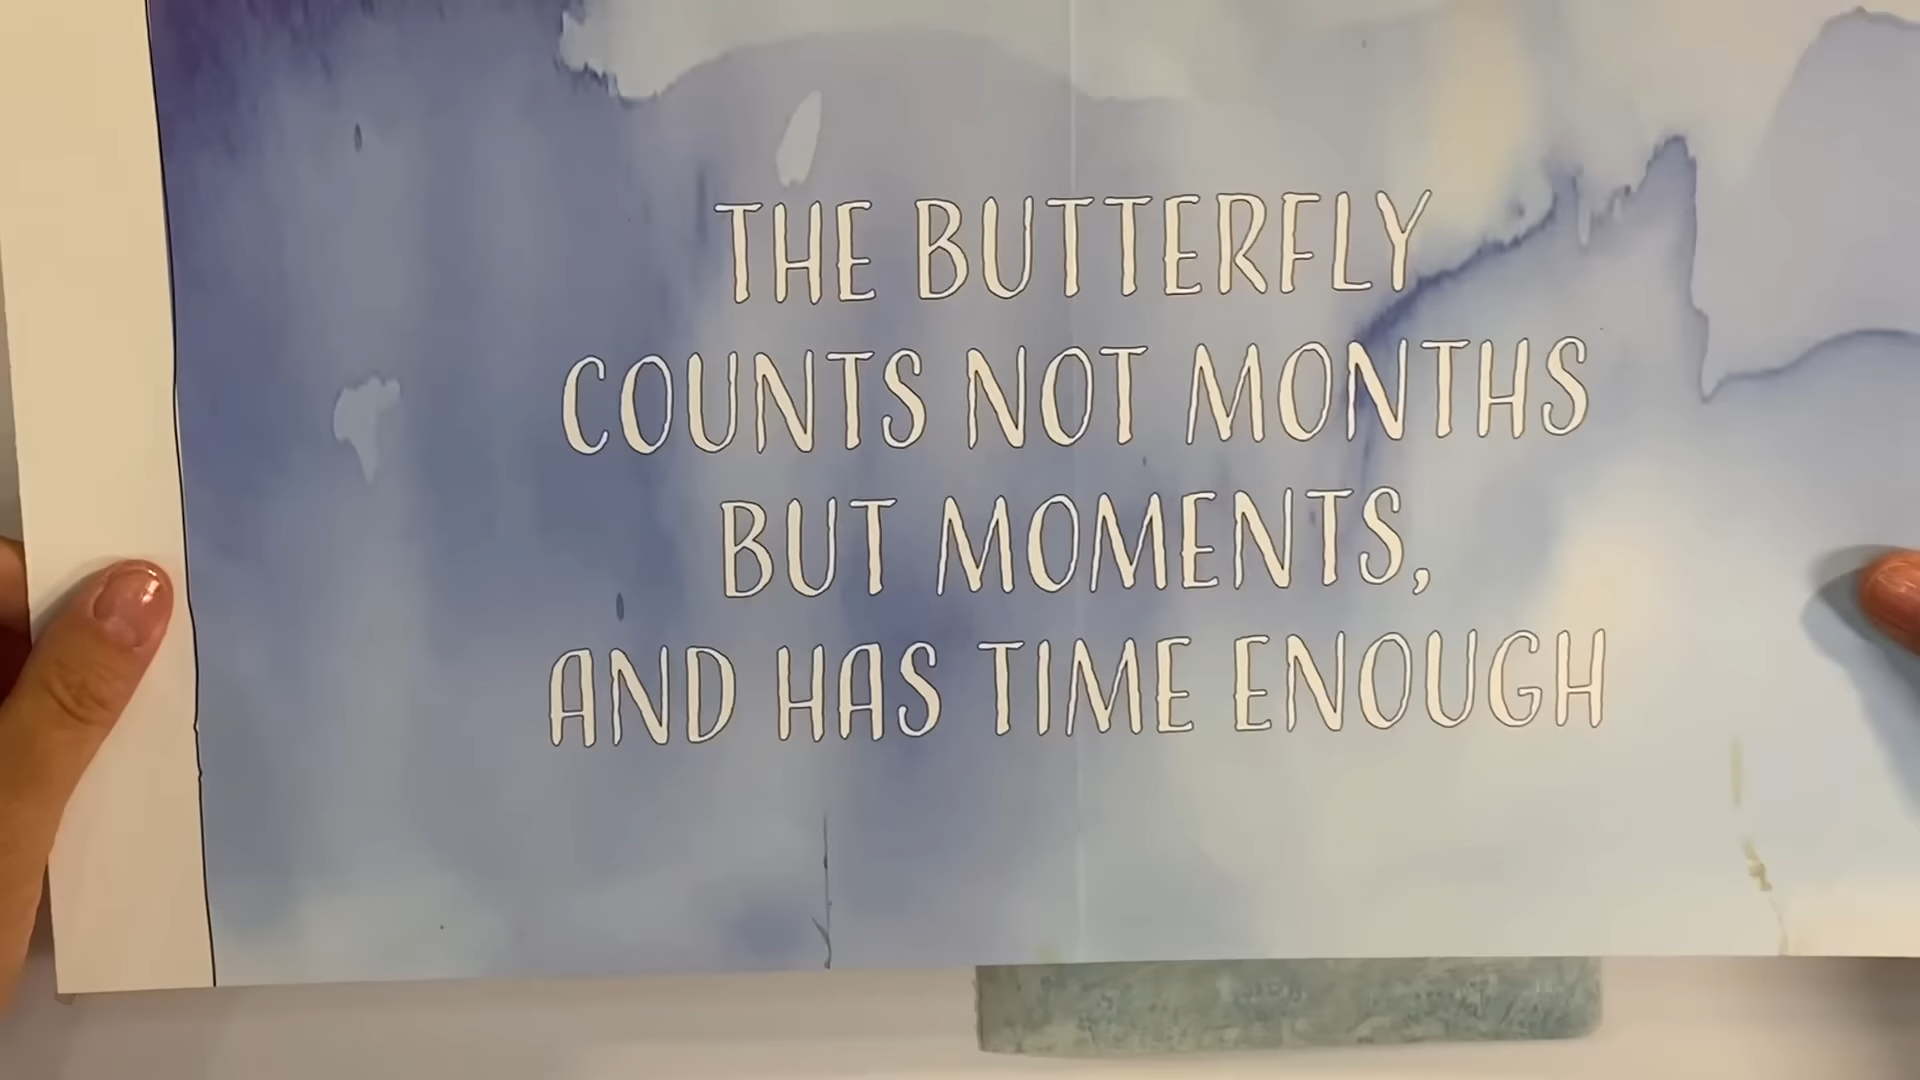 THE BUTTERFLY
COUNTS NOT MONTHS
BUT MOMENTS,
AND HAS TIME ENOUGH